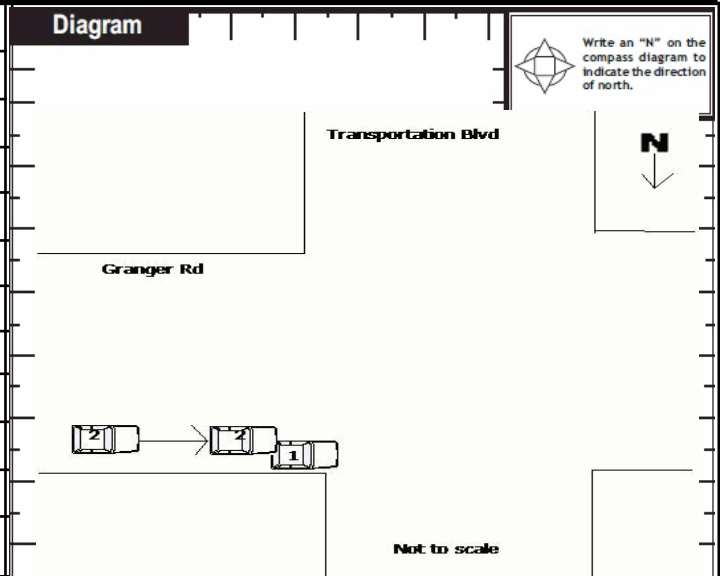 Diagram
Write an “N” on the
compass diagram to
indicate the direction
of north.
Transportation Blvd
N
Granger Rd
2
2
1
Not to scale